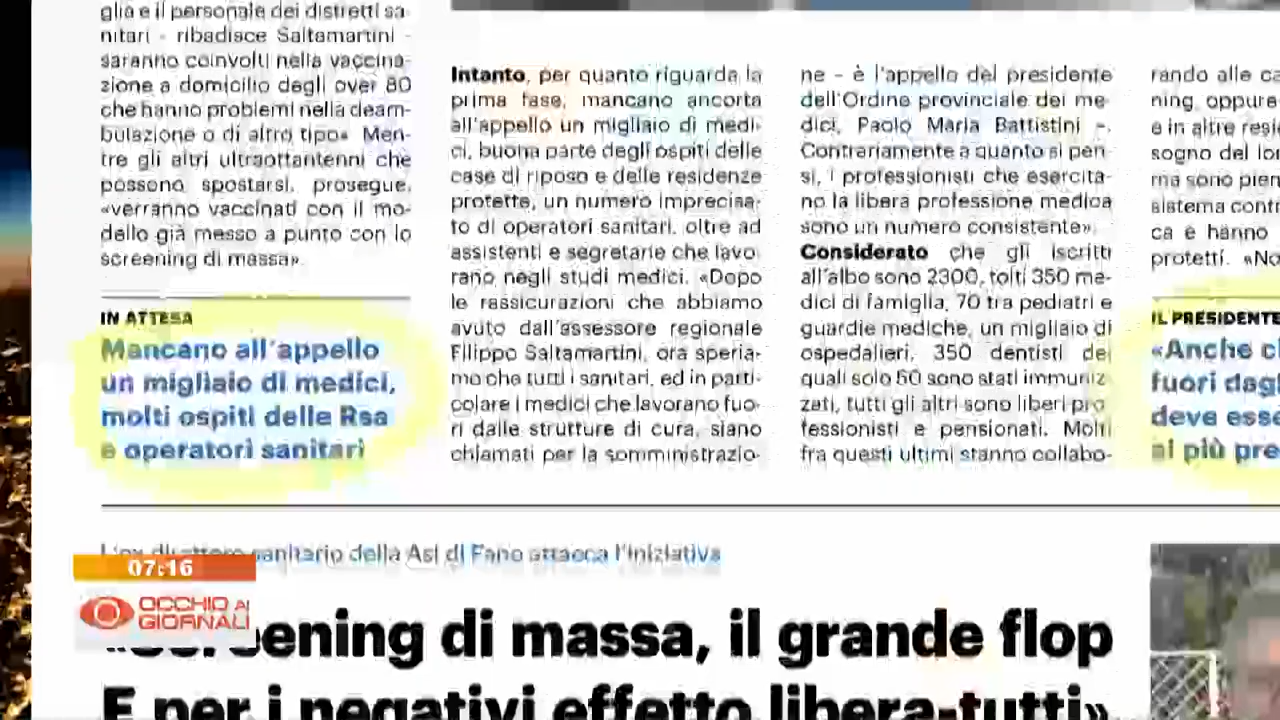 glia e il personale dei distretti sa-
nitari - ribadisce Saltamartini -
saranno coinvolti nella vaccina-
zione a domicilio degli over 80
che hanno problemi nella deam-
bulazione o di altro tipo». Men-
tre gli altri ultraottantenni che
possono spostarsi, prosegue,
«verranno vaccinati con il mo-
dello già messo a punto con lo
screening di massa».
IN ATTESA
Mancano all'appello
un migliaio di medici,
molti ospiti delle Rsa
e operatori sanitari
Intanto, per quanto riguarda la
prima fase, mancano ancora
all'appello un migliaio di medi-
ci, buona parte degli ospiti delle
case di riposo e delle residenze
protette, un numero imprecisa-
to di operatori sanitari, oltre ad
assistenti e segretarie che lavo-
rano negli studi medici. «Dopo
le rassicurazioni che abbiamo
avuto dall'assessore regionale
Filippo Saltamartini, ora speria-
mo che tutti i sanitari, ed in parti-
colare i medici che lavorano fuo-
ri dalle strutture di cura, siano
chiamati per la somministrazio-
ne - è l'appello del presidente
dell'Ordine provinciale dei me-
dici, Paolo Maria Battistini -.
Contrariamente a quanto si pen-
si, i professionisti che esercita-
no la libera professione medica
sono un numero consistente».
Considerato che gli iscritti
all'albo sono 2300, tolti 350 me-
dici di famiglia, 70 tra pediatri e
guardie mediche, un migliaio di
ospedalieri, 350 dentisti dei
quali solo 50 sono stati immuniz-
zati, tutti gli altri sono liberi pro-
fessionisti e pensionati. Molti
fra questi ultimi stanno collabo-
rando alle ca
ning, oppure
e in altre resi
sogno del lor
ma sono pien
sistema contr
ca e hanno
protetti. «No
IL PRESIDENTE
«Anche ch
fuori dagl
deve esse
al più pre
L'ex direttore sanitario della Asl di Fano attacca l'iniziativa
«Screening di massa, il grande flop
E per i negativi effetto libera-tutti»
07:16
OCCHIO AI
GIORNALI